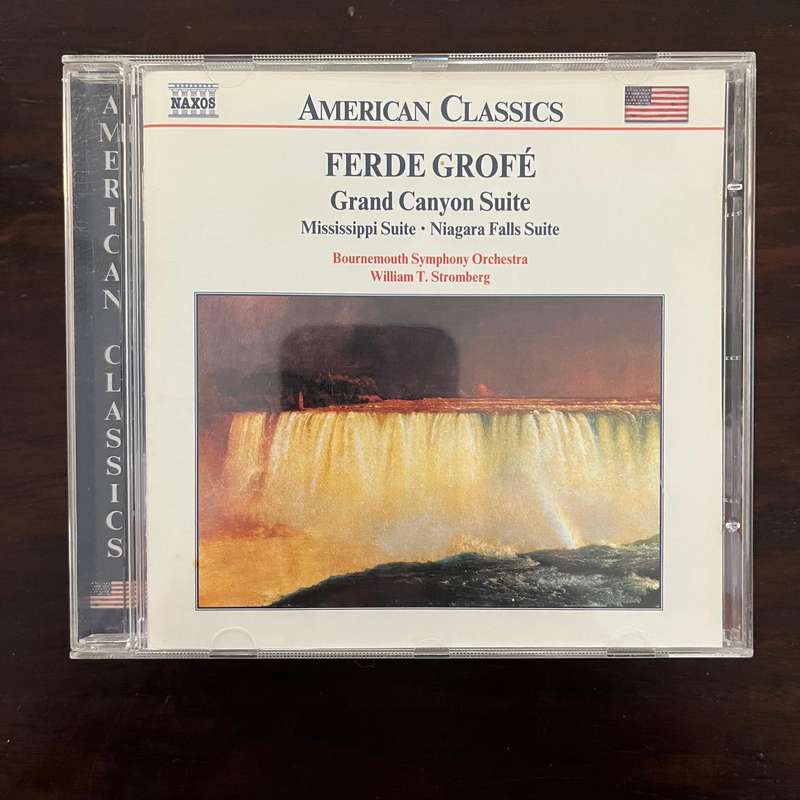 NAXOS
AMERICAN CLASSICS
FERDE GROFÉ
Grand Canyon Suite
Mississippi Suite · Niagara Falls Suite
Bournemouth Symphony Orchestra
William T. Stromberg
AMERICAN CLASSICS